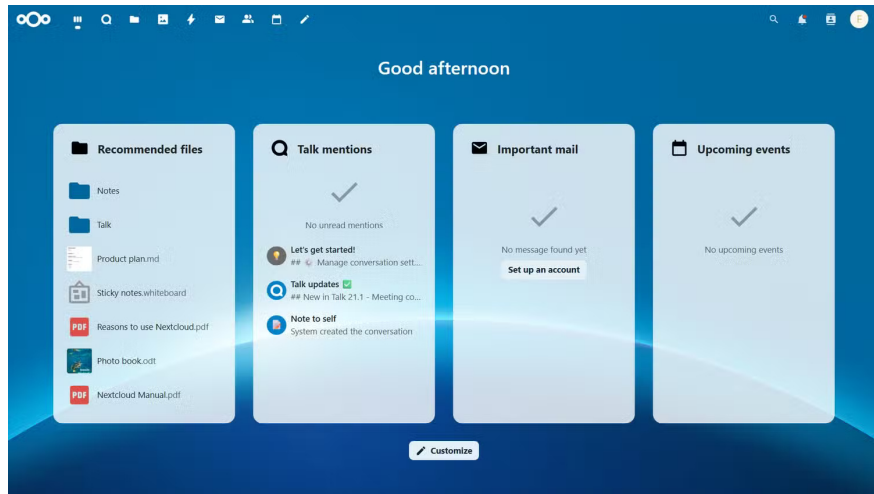 F
Good afternoon
Recommended files
Notes
Talk
Product plan.md
Sticky notes.whiteboard
PDF Reasons to use Nextcloud.pdf
Photo book.odt
PDF Nextcloud Manual.pdf
Talk mentions
No unread mentions
Let's get started!
## Manage conversation sett...
Talk updates ✅
## New in Talk 21.1 - Meeting co...
Note to self
System created the conversation
Important mail
No message found yet
Set up an account
Upcoming events
No upcoming events
Customize